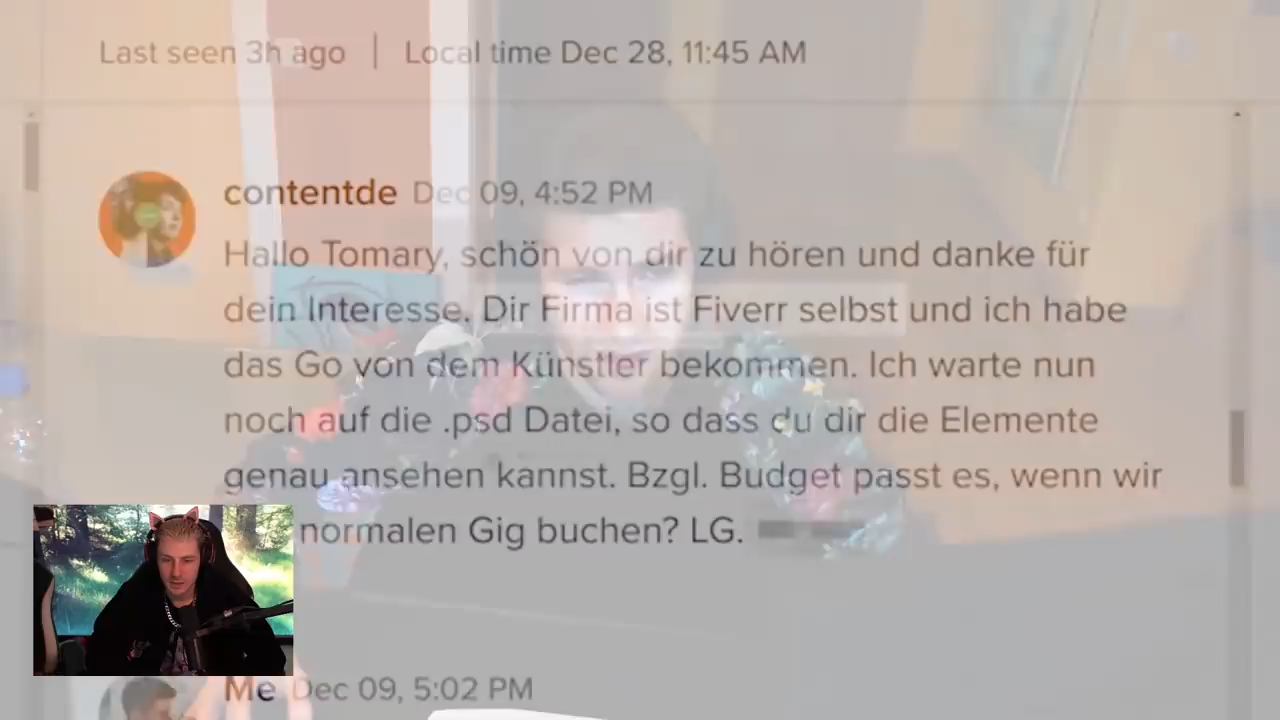 Last seen 3h ago | Local time Dec 28, 11:45 AM
contentde Dec 09, 4:52 PM
Hallo Tomary, schön von dir zu hören und danke für
dein Interesse. Dir Firma ist Fiverr selbst und ich habe
das Go von dem Künstler bekommen. Ich warte nun
noch auf die .psd Datei, so dass du dir die Elemente
genau ansehen kannst. Bzgl. Budget passt es, wenn wir
normalen Gig buchen? LG.
Me Dec 09, 5:02 PM